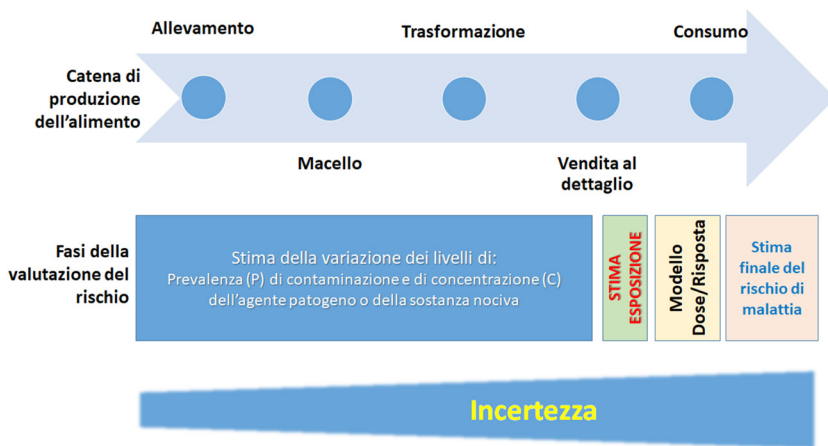 Allevamento
Trasformazione
Consumo
Catena di
produzione
dell'alimento
Macello
Vendita al
dettaglio
Fasi della
valutazione del
rischio
Stima della variazione dei livelli di:
Prevalenza (P) di contaminazione e di concentrazione (C)
dell'agente patogeno o della sostanza nociva
STIMA
ESPOSIZIONE
Modello
Dose/Risposta
Stima
finale del
rischio di
malattia
Incertezza